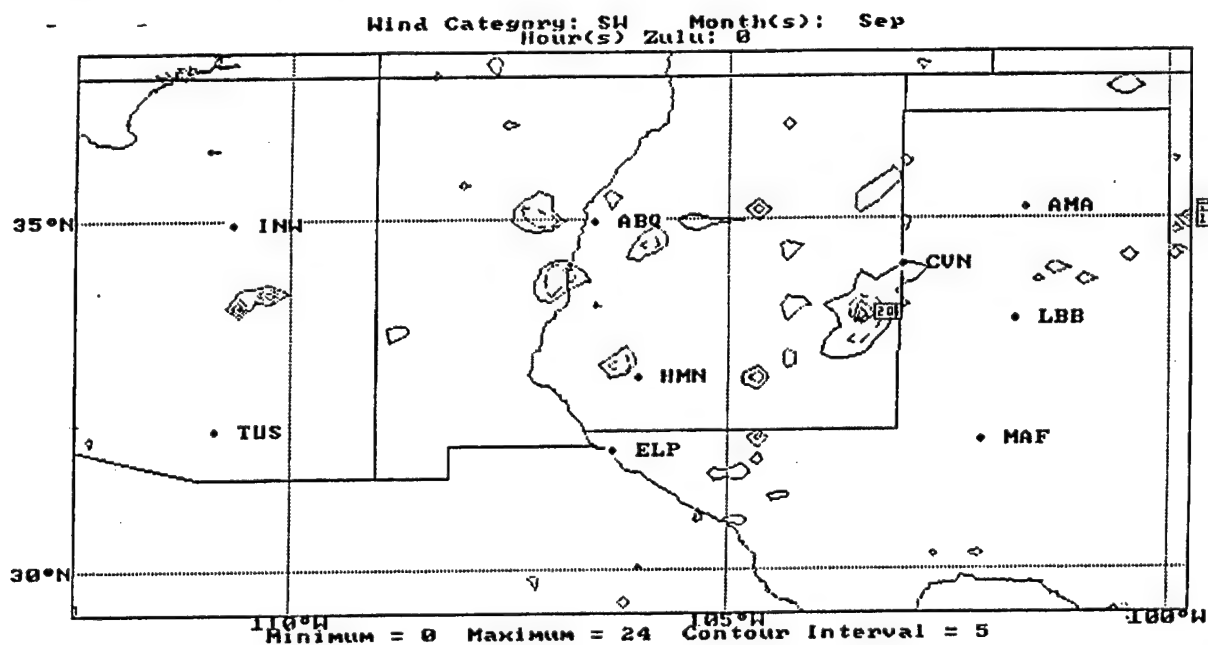 Wind Category: SW Month(s): Sep
Hour(s) Zulu: 0
35°N
INW
ABQ
AMA
CVN
20
LBB
HMN
TUS
ELP
MAF
30°N
110°W
105°W
100°W
Minimum = 0 Maximum = 24 Contour Interval = 5